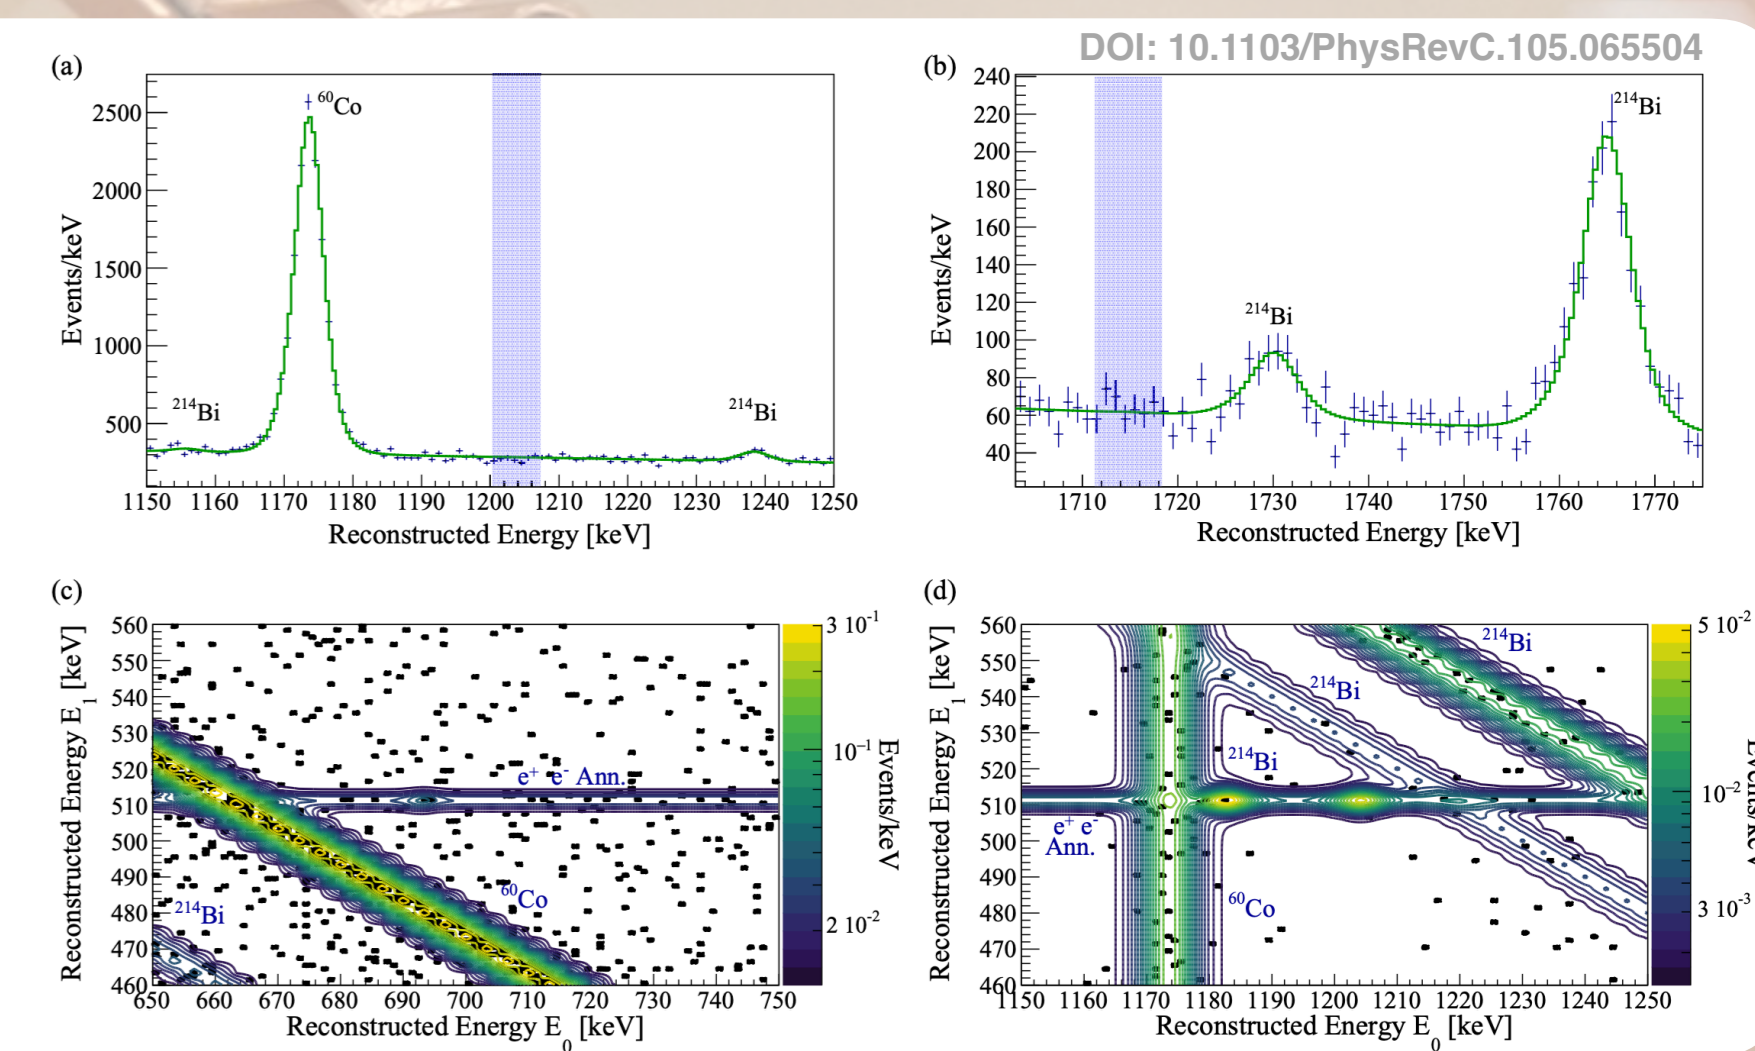 DOI: 10.1103/PhysRevC.105.065504
(a)
Events/keV
2500
2000
1500
1000
500
⁶⁰Co
²¹⁴Bi
²¹⁴Bi
1150 1160 1170 1180 1190 1200 1210 1220 1230 1240 1250
Reconstructed Energy [keV]
(b)
Events/keV
240
220
200
180
160
140
120
100
80
60
40
²¹⁴Bi
²¹⁴Bi
1710 1720 1730 1740 1750 1760 1770
Reconstructed Energy [keV]
(c)
Reconstructed Energy E₁ [keV]
560
550
540
530
520
510
500
490
480
470
460
e⁺ e⁻ Ann.
⁶⁰Co
²¹⁴Bi
650 660 670 680 690 700 710 720 730 740 750
Reconstructed Energy E₀ [keV]
3 10⁻¹
10⁻¹
2 10⁻²
Events/keV
(d)
Reconstructed Energy E₁ [keV]
560
550
540
530
520
510
500
490
480
470
460
²¹⁴Bi
²¹⁴Bi
²¹⁴Bi
e⁺ e⁻
Ann.
⁶⁰Co
1150 1160 1170 1180 1190 1200 1210 1220 1230 1240 1250
Reconstructed Energy E₀ [keV]
5 10⁻²
10⁻²
3 10⁻³